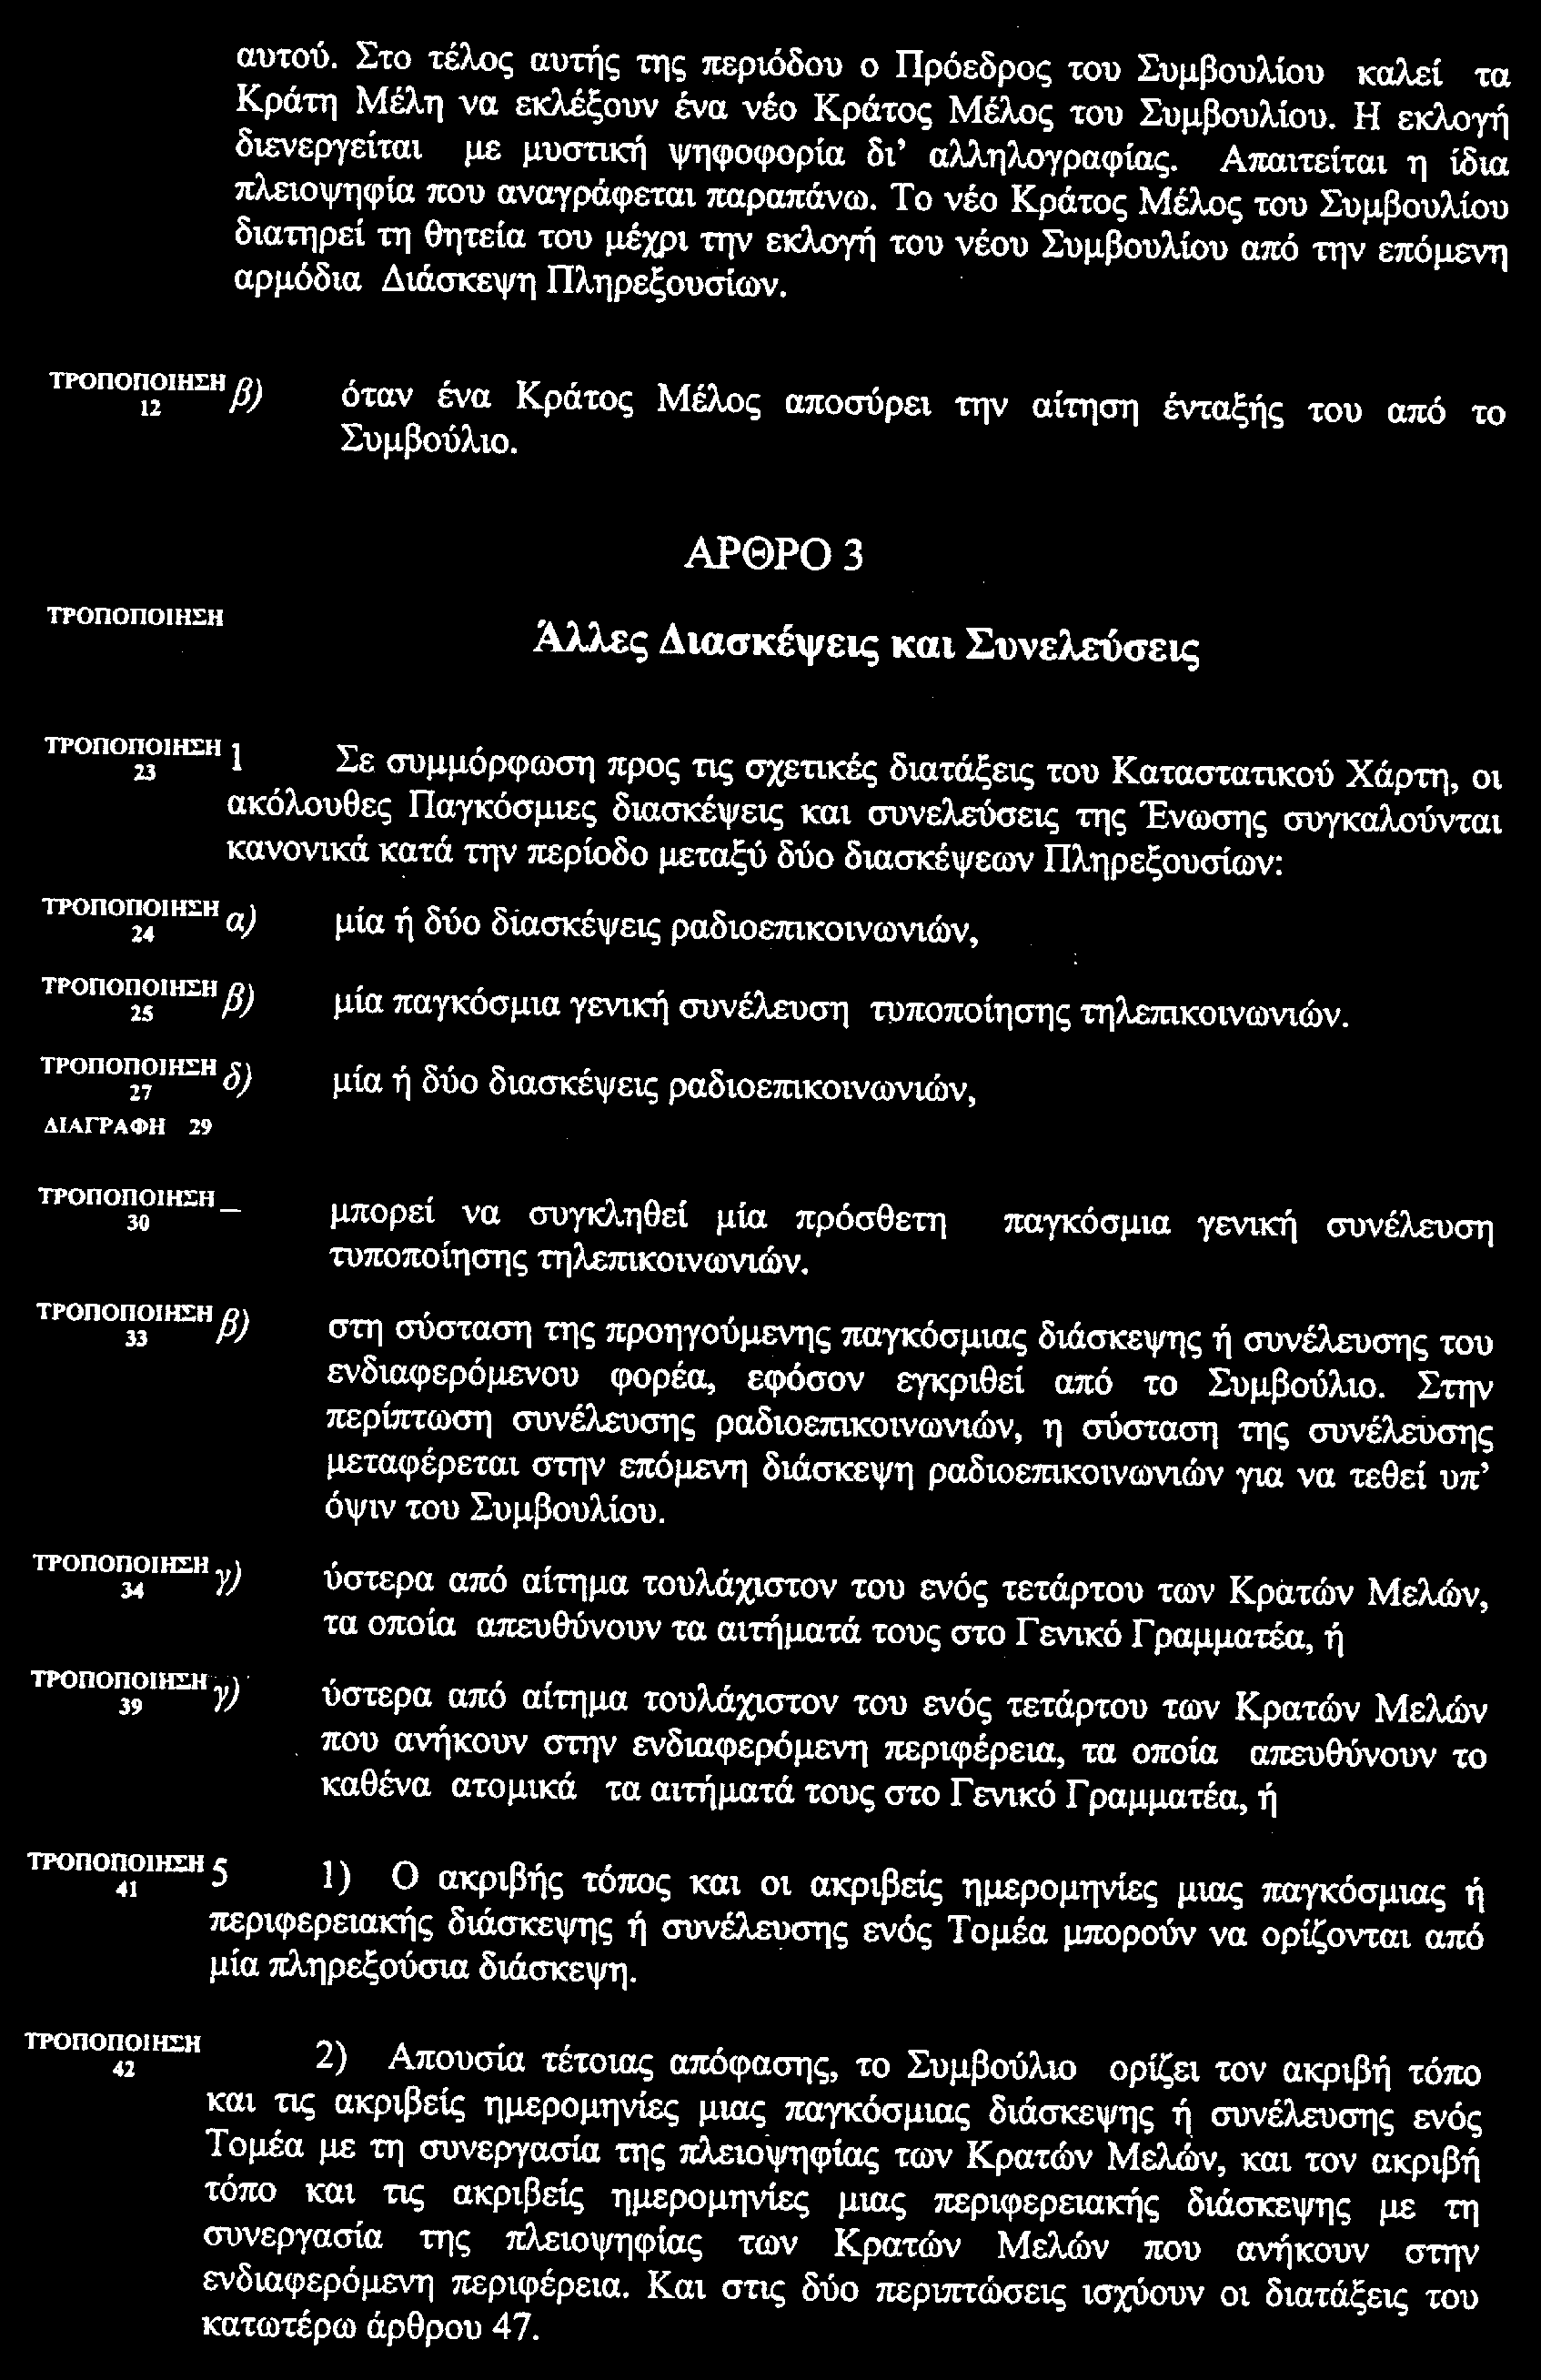 αυτού. Στο τέλος αυτής της περιόδου ο Πρόεδρος του Συμβουλίου καλεί τα
Κράτη Μέλη να εκλέξουν ένα νέο Κράτος Μέλος του Συμβουλίου. Η εκλογή
διενεργείται με μυστική ψηφοφορία δι’ αλληλογραφίας. Απαιτείται η ίδια
πλειοψηφία που αναγράφεται παραπάνω. Το νέο Κράτος Μέλος του Συμβουλίου
διατηρεί τη θητεία του μέχρι την εκλογή του νέου Συμβουλίου από την επόμενη
αρμόδια Διάσκεψη Πληρεξουσίων.
ΤΡΟΠΟΠΟΙΗΣΗ 12 β) όταν ένα Κράτος Μέλος αποσύρει την αίτηση ένταξής του από το
Συμβούλιο.
ΑΡΘΡΟ 3
ΤΡΟΠΟΠΟΙΗΣΗ
Άλλες Διασκέψεις και Συνελεύσεις
ΤΡΟΠΟΠΟΙΗΣΗ 23 1 Σε συμμόρφωση προς τις σχετικές διατάξεις του Καταστατικού Χάρτη, οι
ακόλουθες Παγκόσμιες διασκέψεις και συνελεύσεις της Ένωσης συγκαλούνται
κανονικά κατά την περίοδο μεταξύ δύο διασκέψεων Πληρεξουσίων:
ΤΡΟΠΟΠΟΙΗΣΗ 24 α) μία ή δύο διασκέψεις ραδιοεπικοινωνιών,
ΤΡΟΠΟΠΟΙΗΣΗ 25 β) μία παγκόσμια γενική συνέλευση τυποποίησης τηλεπικοινωνιών.
ΤΡΟΠΟΠΟΙΗΣΗ 27 δ) μία ή δύο διασκέψεις ραδιοεπικοινωνιών,
ΔΙΑΓΡΑΦΗ 29
ΤΡΟΠΟΠΟΙΗΣΗ 30 – μπορεί να συγκληθεί μία πρόσθετη παγκόσμια γενική συνέλευση
τυποποίησης τηλεπικοινωνιών.
ΤΡΟΠΟΠΟΙΗΣΗ 33 β) στη σύσταση της προηγούμενης παγκόσμιας διάσκεψης ή συνέλευσης του
ενδιαφερόμενου φορέα, εφόσον εγκριθεί από το Συμβούλιο. Στην
περίπτωση συνέλευσης ραδιοεπικοινωνιών, η σύσταση της συνέλευσης
μεταφέρεται στην επόμενη διάσκεψη ραδιοεπικοινωνιών για να τεθεί υπ’
όψιν του Συμβουλίου.
ΤΡΟΠΟΠΟΙΗΣΗ 34 γ) ύστερα από αίτημα τουλάχιστον του ενός τετάρτου των Κρατών Μελών,
τα οποία απευθύνουν τα αιτήματά τους στο Γενικό Γραμματέα, ή
ΤΡΟΠΟΠΟΙΗΣΗ 39 γ) ύστερα από αίτημα τουλάχιστον του ενός τετάρτου των Κρατών Μελών
που ανήκουν στην ενδιαφερόμενη περιφέρεια, τα οποία απευθύνουν το
καθένα ατομικά τα αιτήματά τους στο Γενικό Γραμματέα, ή
ΤΡΟΠΟΠΟΙΗΣΗ 41 5 1) Ο ακριβής τόπος και οι ακριβείς ημερομηνίες μιας παγκόσμιας ή
περιφερειακής διάσκεψης ή συνέλευσης ενός Τομέα μπορούν να ορίζονται από
μία πληρεξούσια διάσκεψη.
ΤΡΟΠΟΠΟΙΗΣΗ 42 2) Απουσία τέτοιας απόφασης, το Συμβούλιο ορίζει τον ακριβή τόπο
και τις ακριβείς ημερομηνίες μιας παγκόσμιας διάσκεψης ή συνέλευσης ενός
Τομέα με τη συνεργασία της πλειοψηφίας των Κρατών Μελών, και τον ακριβή
τόπο και τις ακριβείς ημερομηνίες μιας περιφερειακής διάσκεψης με τη
συνεργασία της πλειοψηφίας των Κρατών Μελών που ανήκουν στην
ενδιαφερόμενη περιφέρεια. Και στις δύο περιπτώσεις ισχύουν οι διατάξεις του
κατωτέρω άρθρου 47.